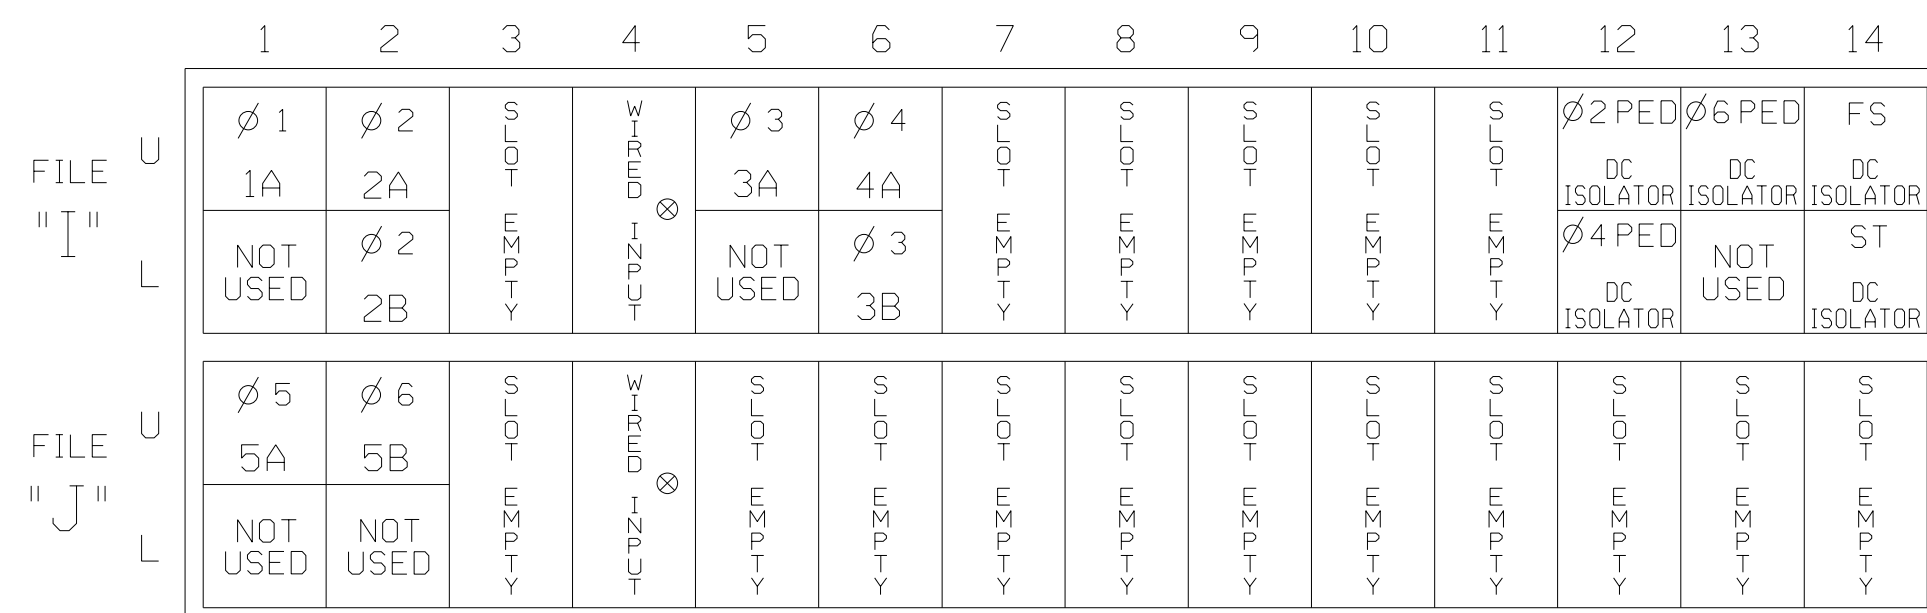 1 2 3 4 5 6 7 8 9 10 11 12 13 14
FILE "I"
U
L
Ø 1
1A
NOT
USED
Ø 2
2A
Ø 2
2B
SLOT EMPTY
WIRED INPUT
Ø 3
3A
NOT
USED
Ø 4
4A
Ø 3
3B
SLOT EMPTY
SLOT EMPTY
SLOT EMPTY
SLOT EMPTY
SLOT EMPTY
Ø2 PED
DC
ISOLATOR
Ø4 PED
DC
ISOLATOR
Ø6 PED
DC
ISOLATOR
NOT
USED
FS
DC
ISOLATOR
ST
DC
ISOLATOR
FILE "J"
U
L
Ø 5
5A
NOT
USED
Ø 6
5B
NOT
USED
SLOT EMPTY
WIRED INPUT
SLOT EMPTY
SLOT EMPTY
SLOT EMPTY
SLOT EMPTY
SLOT EMPTY
SLOT EMPTY
SLOT EMPTY
SLOT EMPTY
SLOT EMPTY
SLOT EMPTY